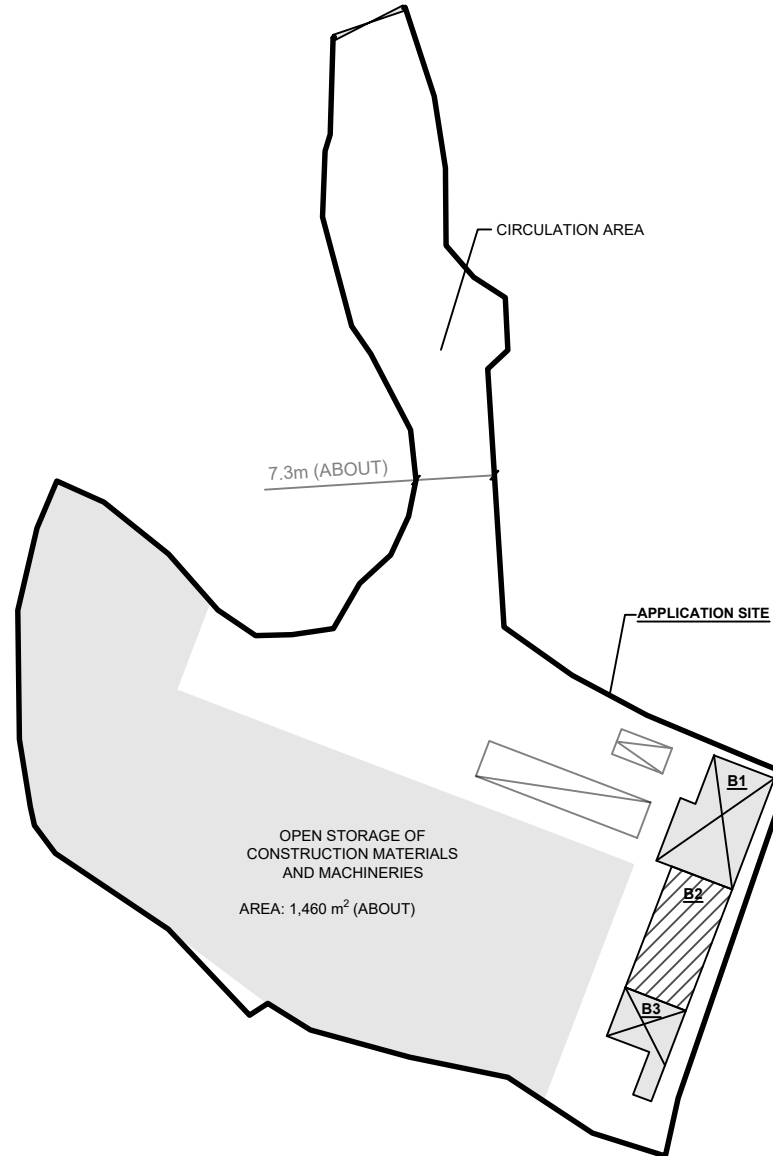 CIRCULATION AREA
7.3m (ABOUT)
APPLICATION SITE
B1
OPEN STORAGE OF
CONSTRUCTION MATERIALS
AND MACHINERIES
B2
AREA: 1,460 m² (ABOUT)
B3